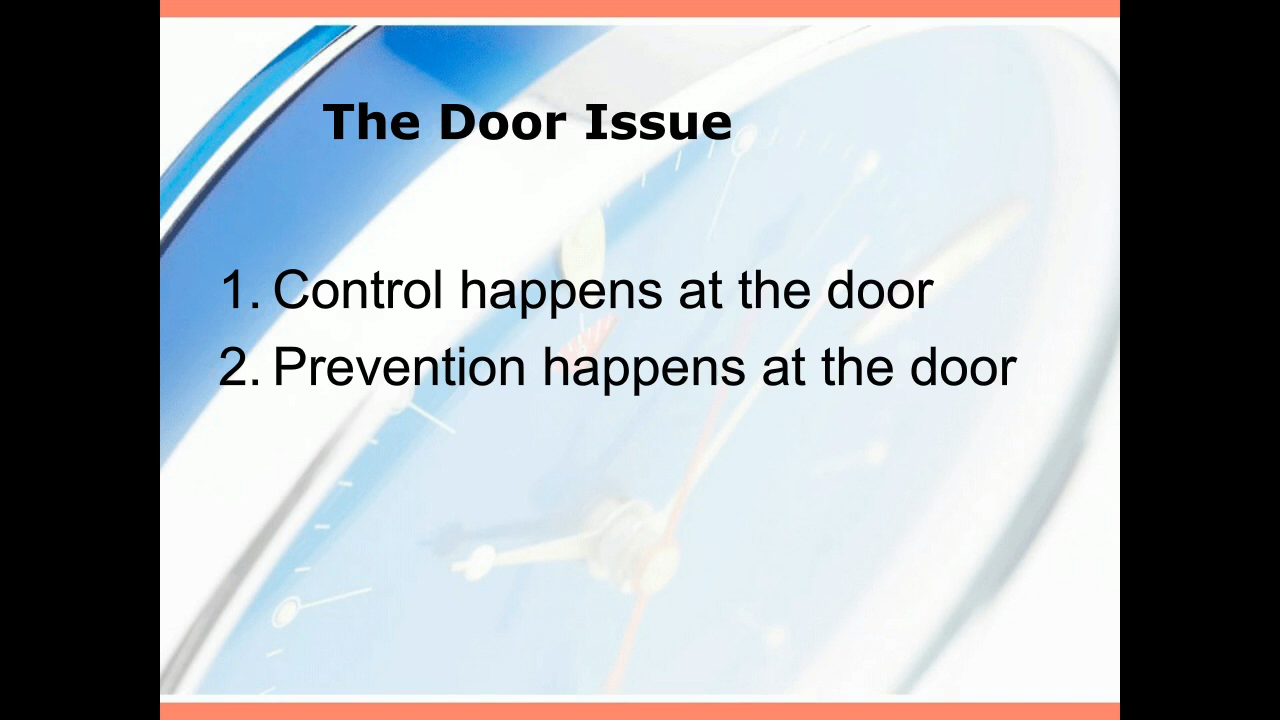 The Door Issue
1. Control happens at the door
2. Prevention happens at the door